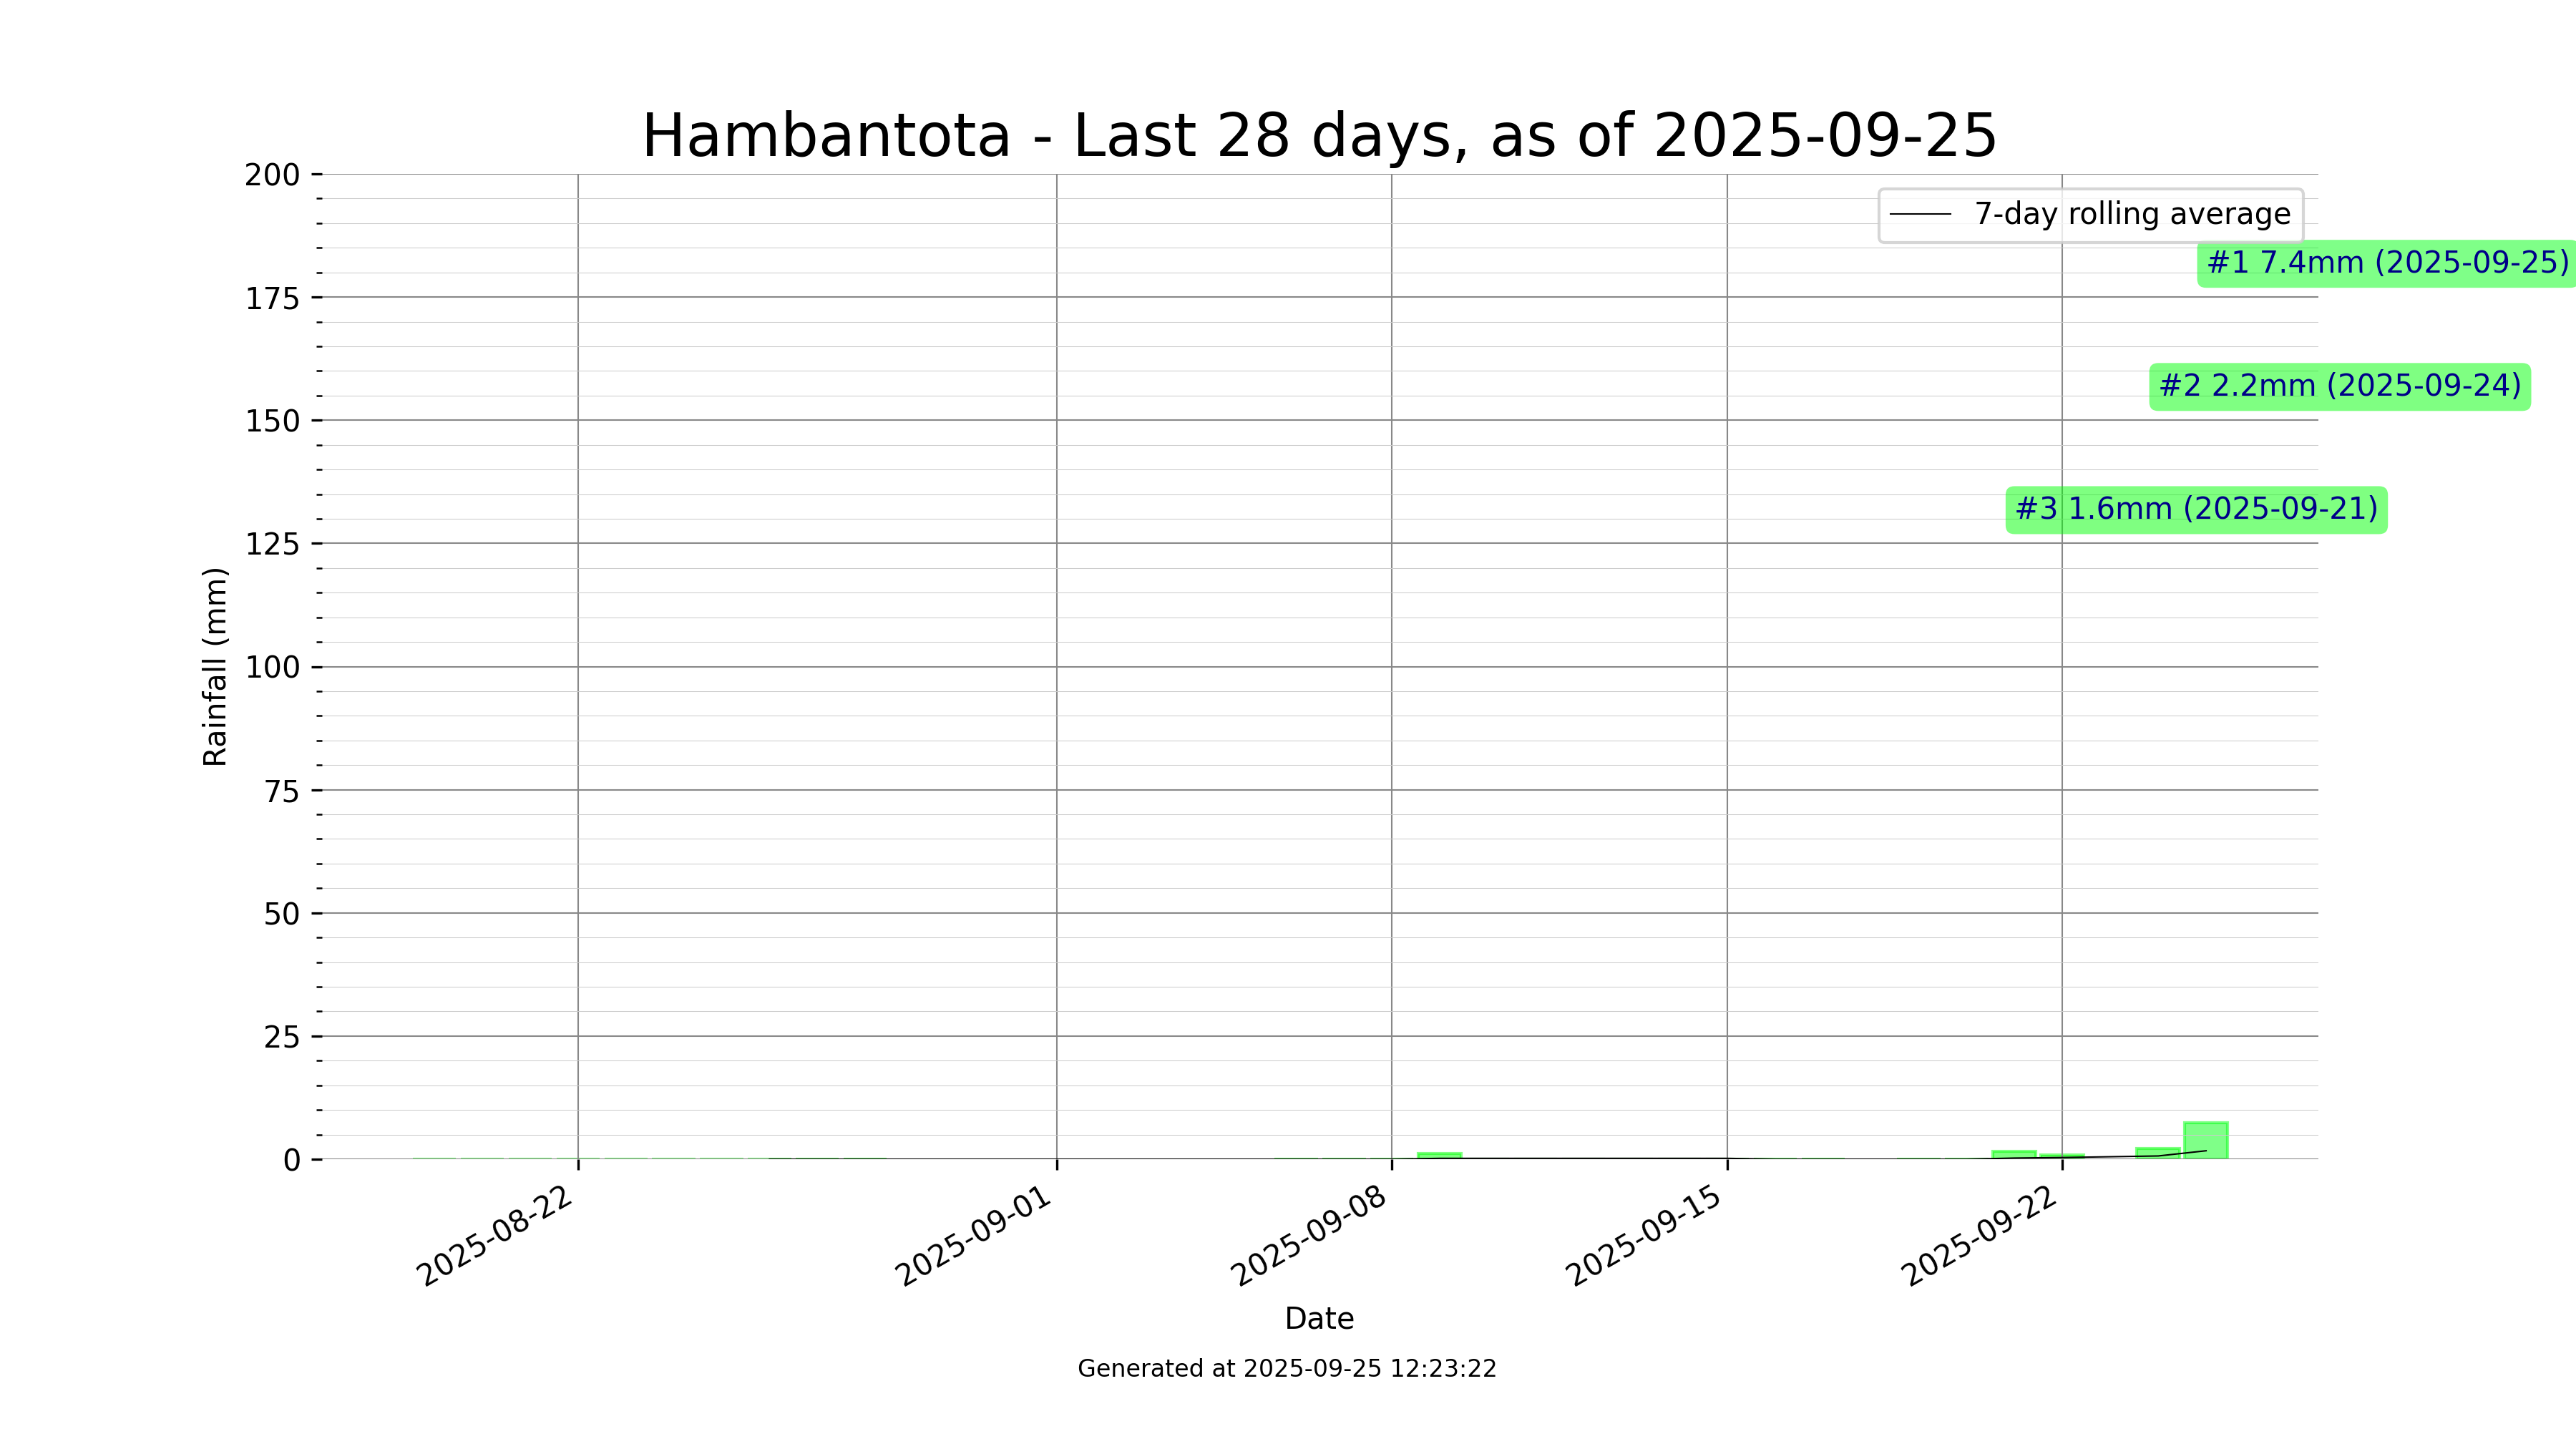 Hambantota - Last 28 days, as of 2025-09-25
200
175
150
125
100
75
50
25
0
Rainfall (mm)
7-day rolling average
#1 7.4mm (2025-09-25)
#2 2.2mm (2025-09-24)
#3 1.6mm (2025-09-21)
2025-08-22
2025-09-01
2025-09-08
2025-09-15
2025-09-22
Date
Generated at 2025-09-25 12:23:22